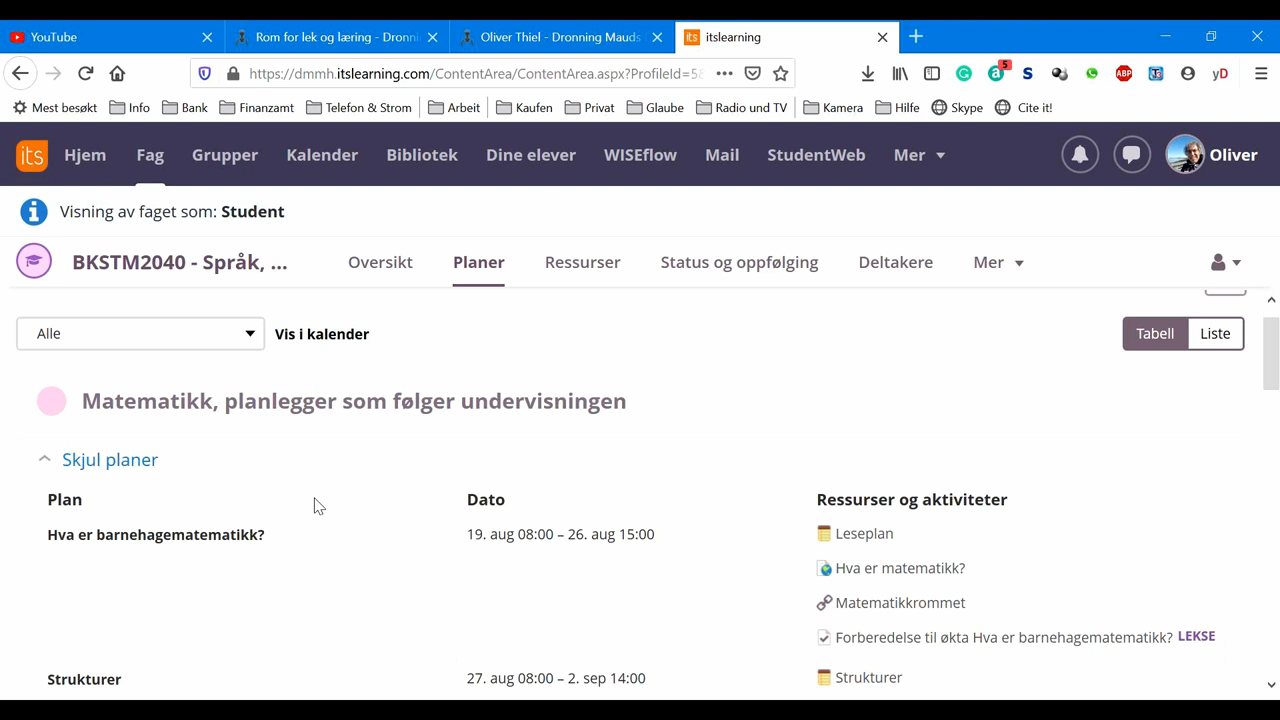 YouTube
Rom for lek og læring - Dronni
Oliver Thiel - Dronning Mauds
its itslearning
https://dmmh.itslearning.com/ContentArea/ContentArea.aspx?ProfileId=58
5
S
ABP
yD
Mest besøkt Info Bank Finanzamt Telefon & Strom Arbeit Kaufen Privat Glaube Radio und TV Kamera Hilfe Skype Cite it!
its Hjem Fag Grupper Kalender Bibliotek Dine elever WISEflow Mail StudentWeb Mer Oliver
Visning av faget som: Student
BKSTM2040 - Språk, ... Oversikt Planer Ressurser Status og oppfølging Deltakere Mer
Alle Vis i kalender Tabell Liste
Matematikk, planlegger som følger undervisningen
Skjul planer
Plan Dato Ressurser og aktiviteter
Hva er barnehagematematikk? 19. aug 08:00 – 26. aug 15:00 Leseplan
Hva er matematikk?
Matematikkrommet
Forberedelse til økta Hva er barnehagematematikk? LEKSE
Strukturer 27. aug 08:00 – 2. sep 14:00 Strukturer